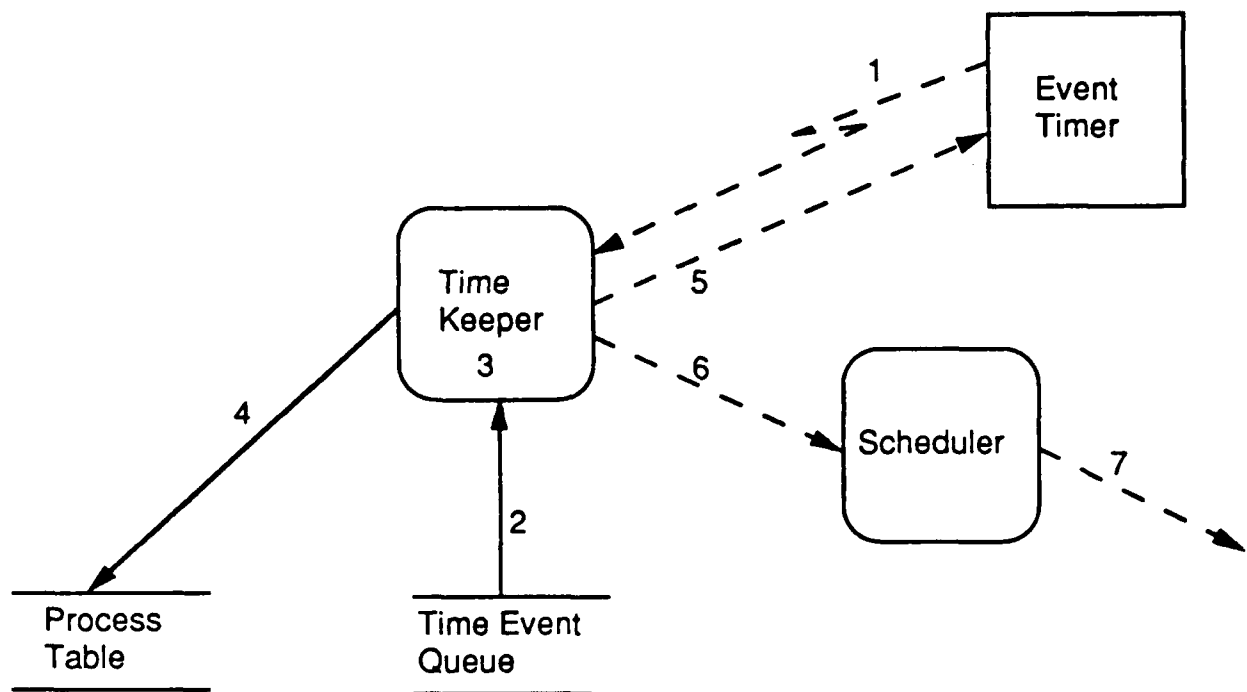 1
Event
Timer
Time
Keeper
3
5
6
4
Scheduler
7
2
Process
Table
Time Event
Queue